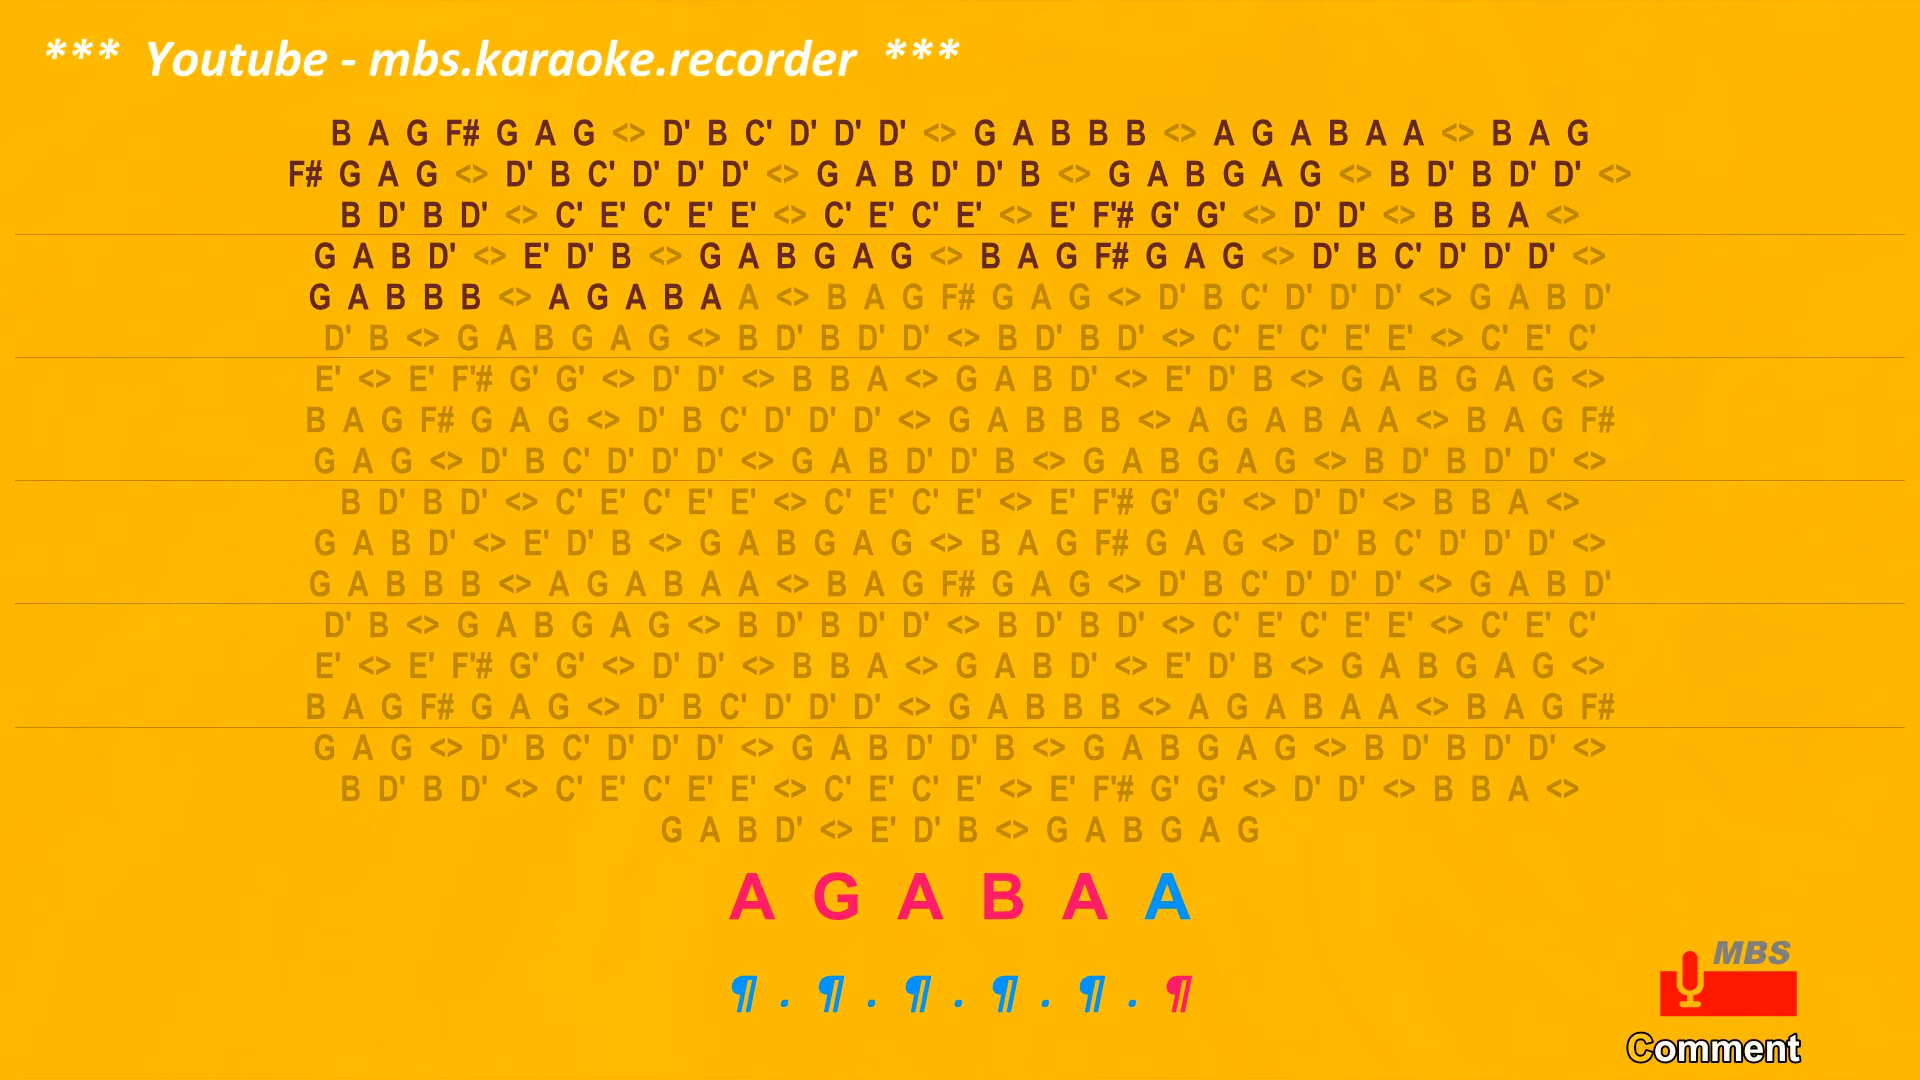 *** Youtube - mbs.karaoke.recorder ***
B A G F# G A G <> D' B C' D' D' D' <> G A B B B <> A G A B A A <> B A G
F# G A G <> D' B C' D' D' D' <> G A B D' D' B <> G A B G A G <> B D' B D' D' <>
B D' B D' <> C' E' C' E' E' <> C' E' C' E' <> E' F'# G' G' <> D' D' <> B B A <>
G A B D' <> E' D' B <> G A B G A G <> B A G F# G A G <> D' B C' D' D' D' <>
G A B B B <> A G A B A A <> B A G F# G A G <> D' B C' D' D' D' <> G A B D'
D' B <> G A B G A G <> B D' B D' D' <> B D' B D' <> C' E' C' E' E' <> C' E' C'
E' <> E' F'# G' G' <> D' D' <> B B A <> G A B D' <> E' D' B <> G A B G A G <>
B A G F# G A G <> D' B C' D' D' D' <> G A B B B <> A G A B A A <> B A G F#
G A G <> D' B C' D' D' D' <> G A B D' D' B <> G A B G A G <> B D' B D' D' <>
B D' B D' <> C' E' C' E' E' <> C' E' C' E' <> E' F'# G' G' <> D' D' <> B B A <>
G A B D' <> E' D' B <> G A B G A G <> B A G F# G A G <> D' B C' D' D' D' <>
G A B B B <> A G A B A A <> B A G F# G A G <> D' B C' D' D' D' <> G A B D'
D' B <> G A B G A G <> B D' B D' D' <> B D' B D' <> C' E' C' E' E' <> C' E' C'
E' <> E' F'# G' G' <> D' D' <> B B A <> G A B D' <> E' D' B <> G A B G A G <>
B A G F# G A G <> D' B C' D' D' D' <> G A B B B <> A G A B A A <> B A G F#
G A G <> D' B C' D' D' D' <> G A B D' D' B <> G A B G A G <> B D' B D' D' <>
B D' B D' <> C' E' C' E' E' <> C' E' C' E' <> E' F'# G' G' <> D' D' <> B B A <>
G A B D' <> E' D' B <> G A B G A G
A G A B A A
¶ . ¶ . ¶ . ¶ . ¶ . ¶
MBS
Comment